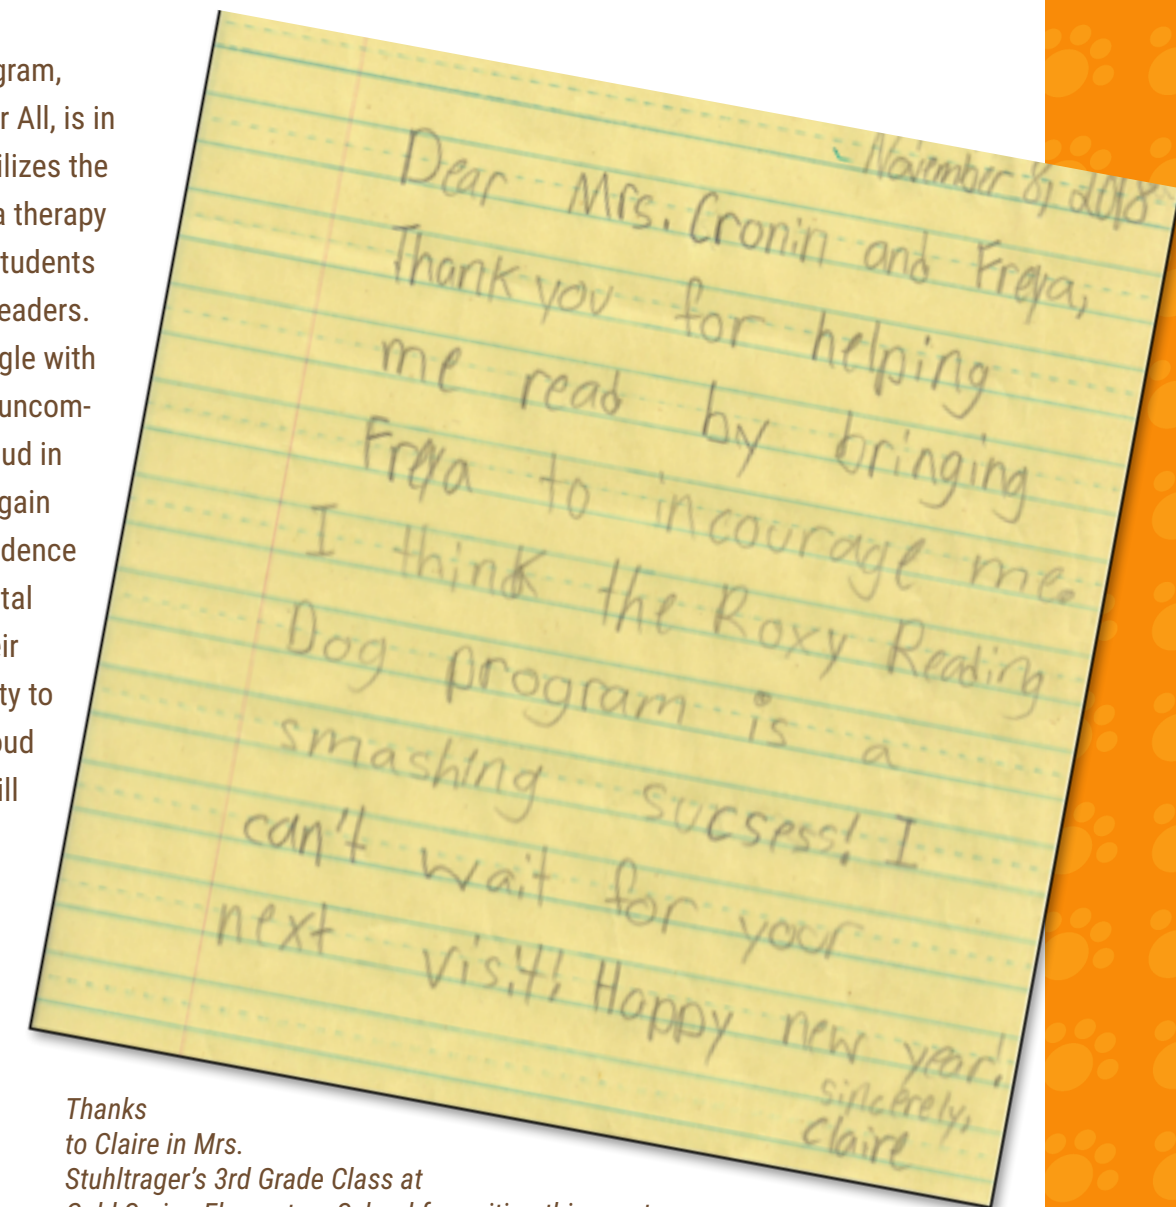 gram,
r All, is in
ilizes the
a therapy
tudents
eaders.
gle with
uncom-
ud in
gain
dence
tal
ir
ty to
oud
ill
November 8, 2018
Dear Mrs. Cronin and Freya,
Thank you for helping
me read by bringing
Freya to incourage me.
I think the Roxy Reading
Dog program is a
smashing sucsess! I
can't wait for your
next visit! Happy new year!
sincerely,
Claire
Thanks
to Claire in Mrs.
Stuhltrager's 3rd Grade Class at